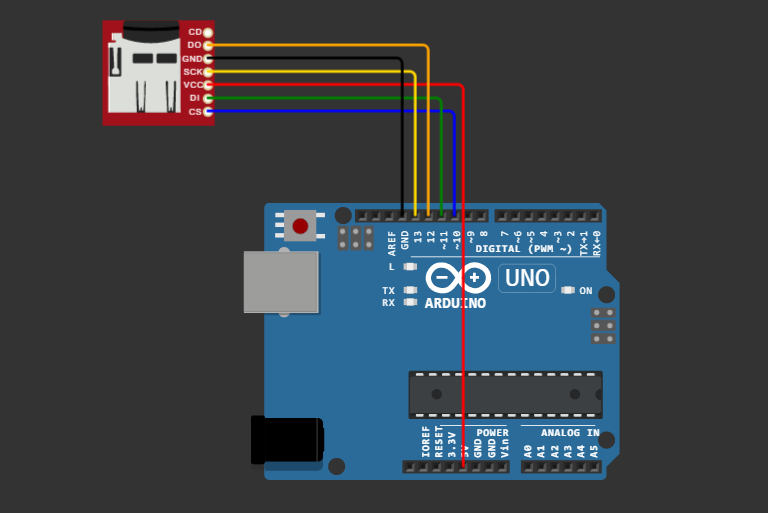 CD
DO
GND
SCK
VCC
DI
CS
AREF
GND
13
12
~11
~10
~9
8
7
~6
~5
4
~3
2
TX→1
RX←0
DIGITAL (PWM ~)
L
TX
RX
UNO
ARDUINO
ON
POWER
ANALOG IN
IOREF
RESET
3.3V
5V
GND
GND
Vin
A0
A1
A2
A3
A4
A5